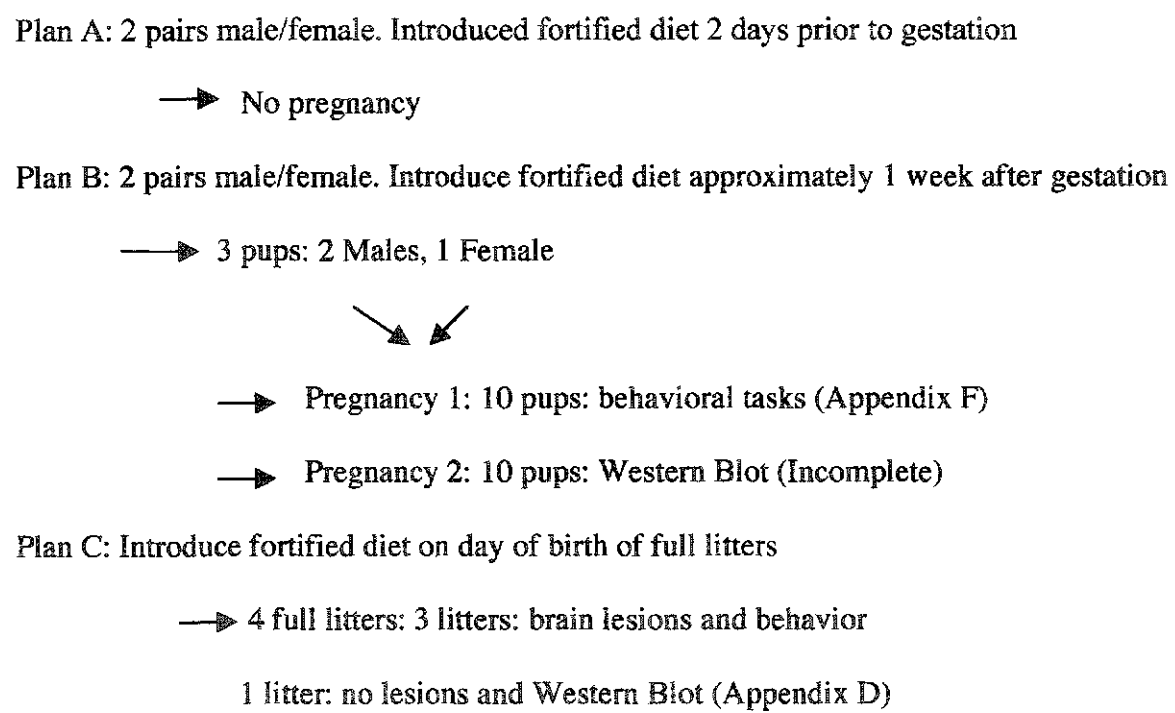 Plan A: 2 pairs male/female. Introduced fortified diet 2 days prior to gestation
No pregnancy
Plan B: 2 pairs male/female. Introduce fortified diet approximately 1 week after gestation
3 pups: 2 Males, 1 Female
Pregnancy 1: 10 pups: behavioral tasks (Appendix F)
Pregnancy 2: 10 pups: Western Blot (Incomplete)
Plan C: Introduce fortified diet on day of birth of full litters
4 full litters: 3 litters: brain lesions and behavior
1 litter: no lesions and Western Blot (Appendix D)